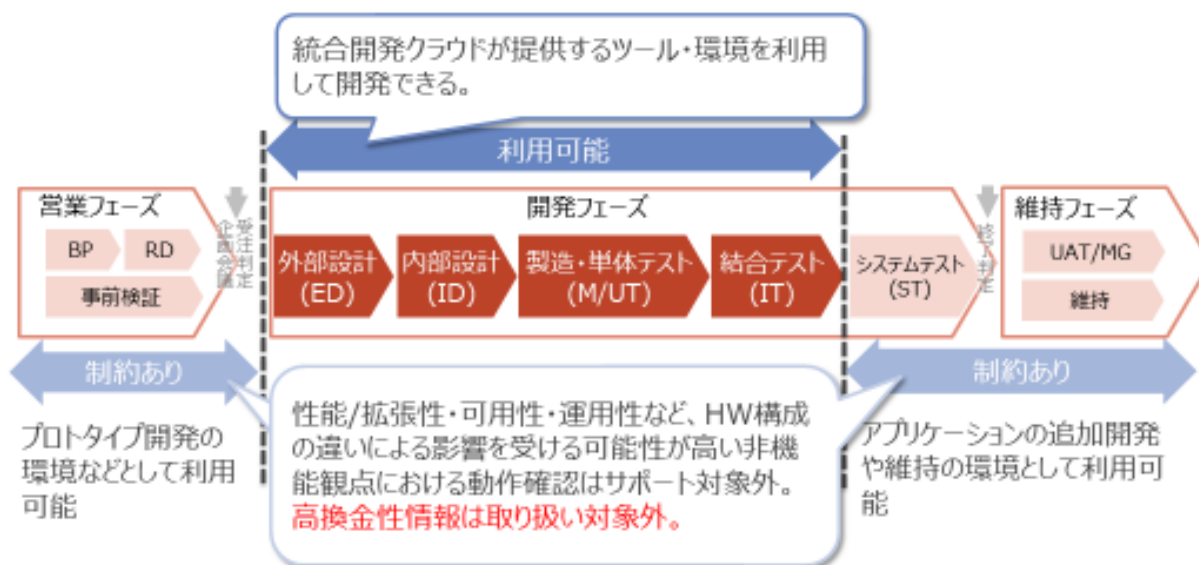 統合開発クラウドが提供するツール・環境を利用
して開発できる。
利用可能
営業フェーズ
BP
RD
事前検証
受注判定
企画会議
開発フェーズ
外部設計
(ED)
内部設計
(ID)
製造・単体テスト
(M/UT)
結合テスト
(IT)
システムテスト
(ST)
終了判定
維持フェーズ
UAT/MG
維持
制約あり
プロトタイプ開発の
環境などとして利用
可能
性能/拡張性・可用性・運用性など、HW構成
の違いによる影響を受ける可能性が高い非機
能観点における動作確認はサポート対象外。
高換金性情報は取り扱い対象外。
制約あり
アプリケーションの追加開発
や維持の環境として利用可
能